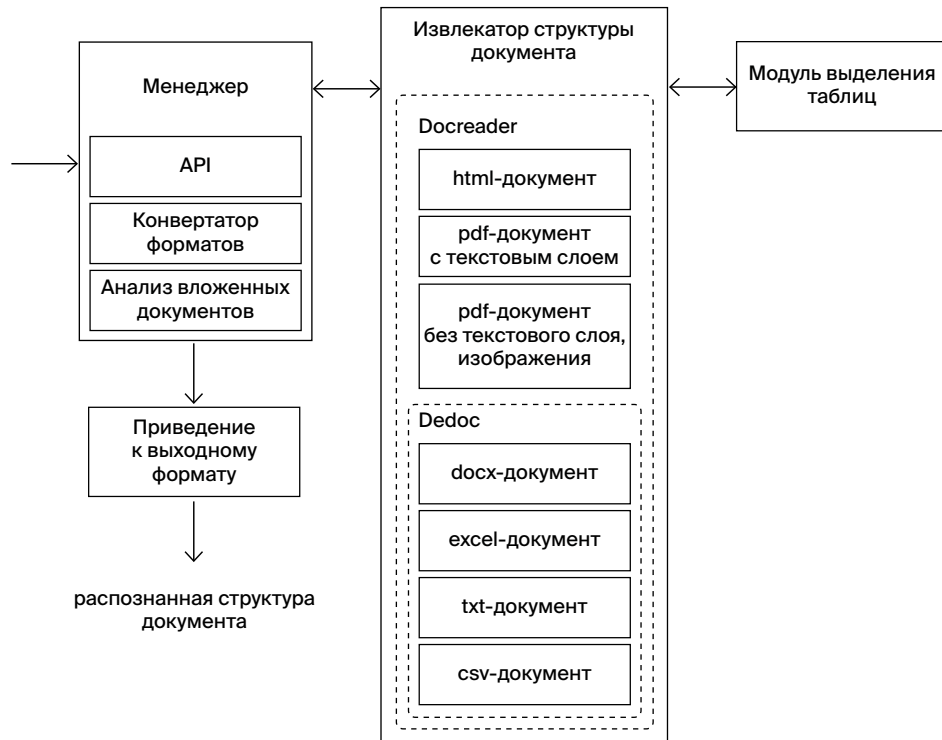 Менеджер
API
Конвертатор
форматов
Анализ вложенных
документов
Приведение
к выходному
формату
распознанная структура
документа
Извлекатор структуры
документа
Docreader
html-документ
pdf-документ
с текстовым слоем
pdf-документ
без текстового слоя,
изображения
Dedoc
docx-документ
excel-документ
txt-документ
csv-документ
Модуль выделения
таблиц